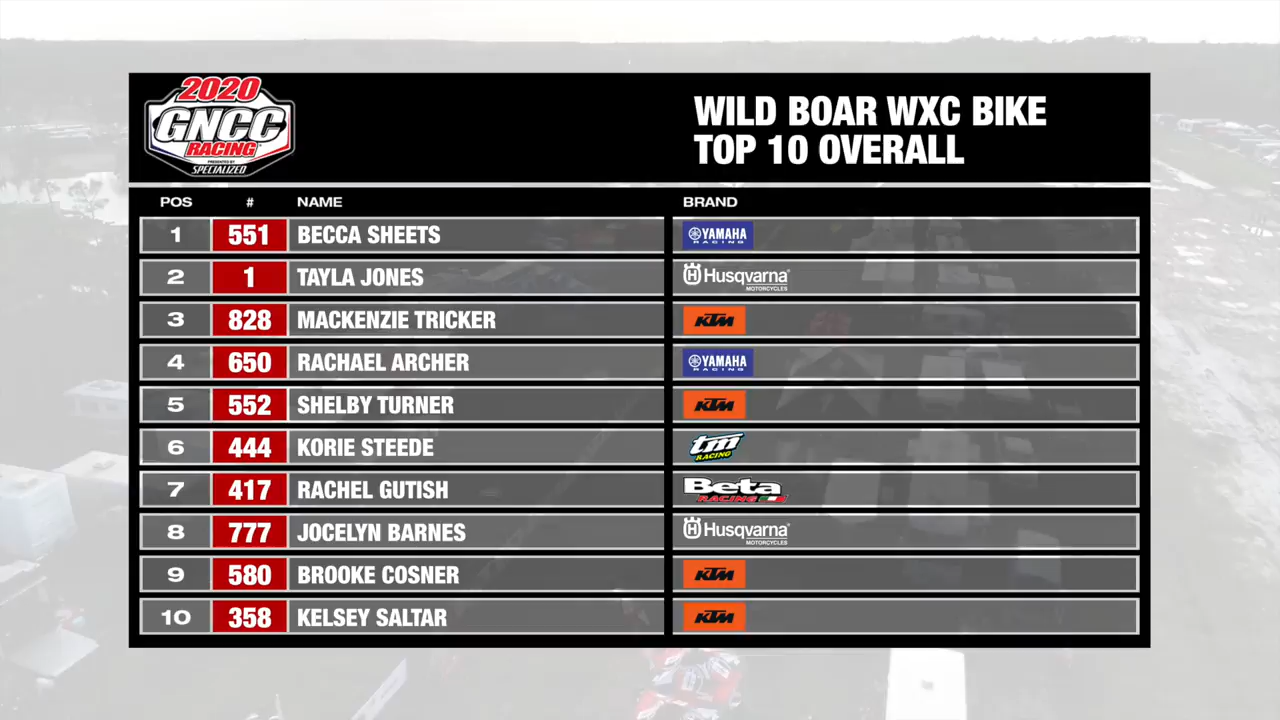 2020
GNCC
RACING
PRESENTED BY
SPECIALIZED
WILD BOAR WXC BIKE
TOP 10 OVERALL
POS # NAME BRAND
1 551 BECCA SHEETS YAMAHA RACING
2 1 TAYLA JONES Husqvarna MOTORCYCLES
3 828 MACKENZIE TRICKER KTM
4 650 RACHAEL ARCHER YAMAHA RACING
5 552 SHELBY TURNER KTM
6 444 KORIE STEEDE tm RACING
7 417 RACHEL GUTISH Beta RACING
8 777 JOCELYN BARNES Husqvarna MOTORCYCLES
9 580 BROOKE COSNER KTM
10 358 KELSEY SALTAR KTM